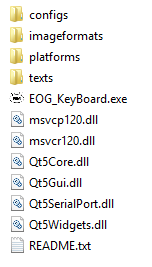 configs
imageformats
platforms
texts
EOG_KeyBoard.exe
msvcp120.dll
msvcr120.dll
Qt5Core.dll
Qt5Gui.dll
Qt5SerialPort.dll
Qt5Widgets.dll
README.txt